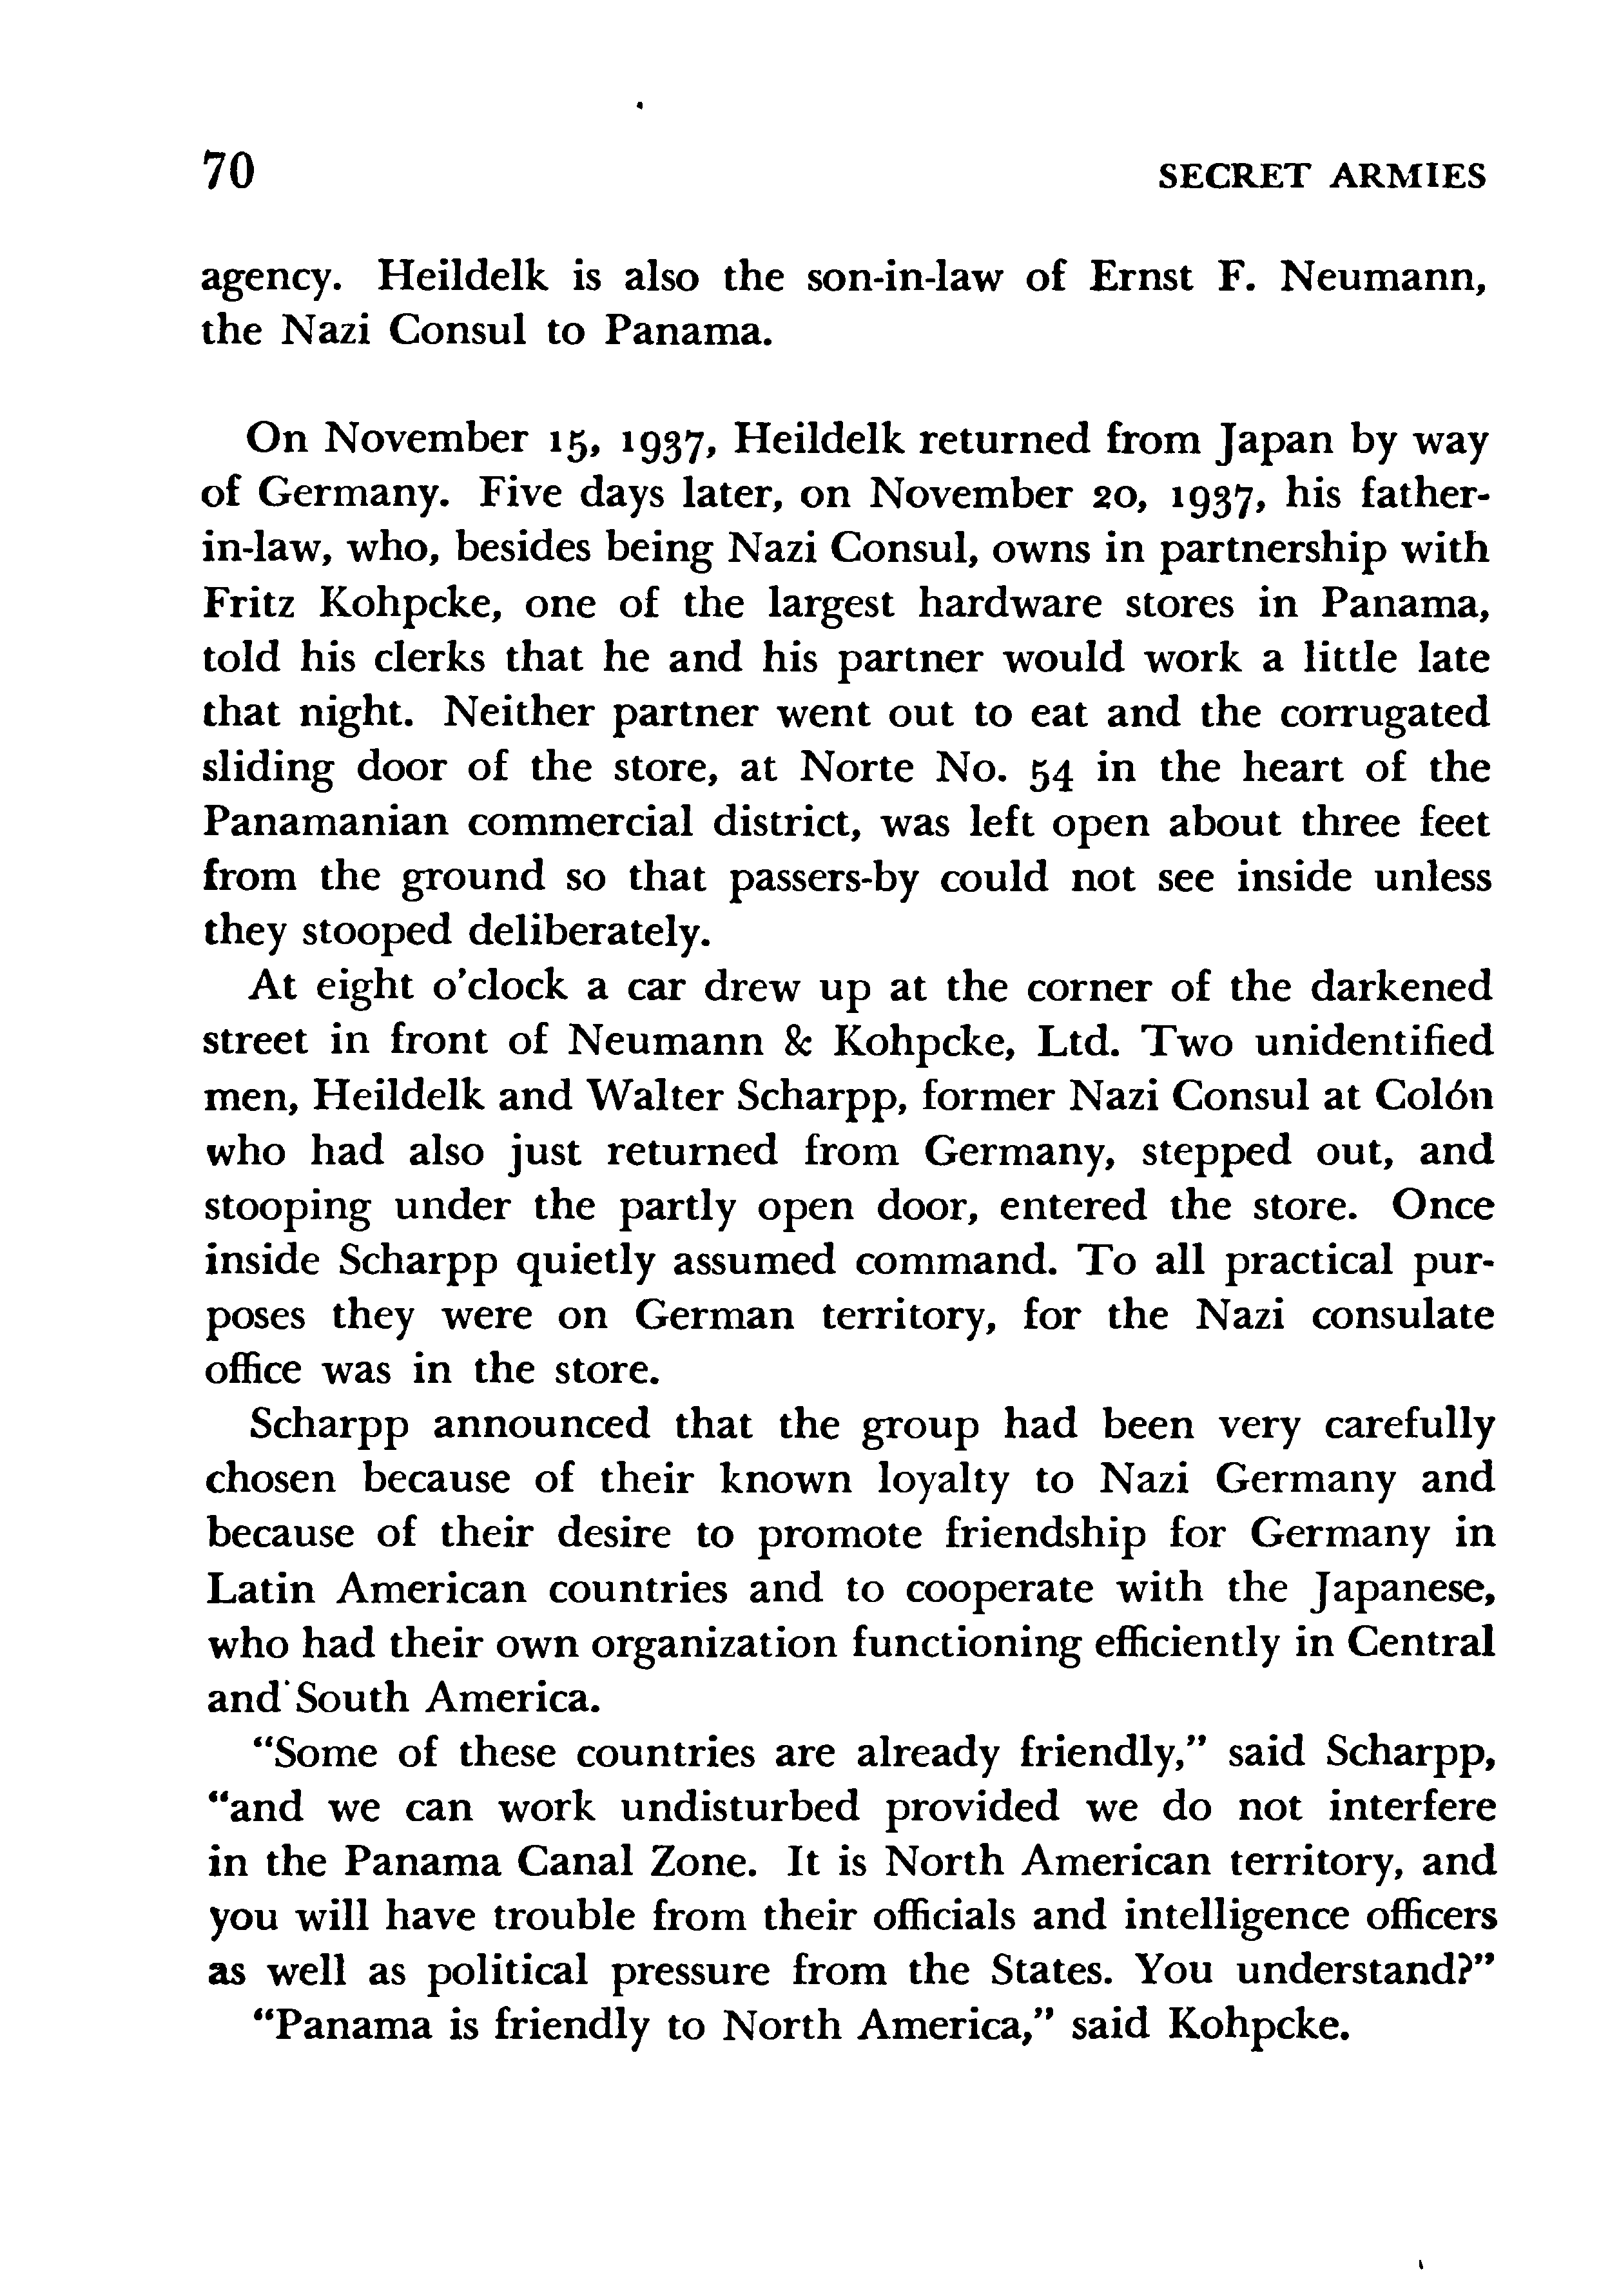 70 SECRET ARMIES
agency. Heildelk is also the son-in-law of Ernst F. Neumann,
the Nazi Consul to Panama.
On November 15, 1937, Heildelk returned from Japan by way
of Germany. Five days later, on November 20, 1937, his father-
in-law, who, besides being Nazi Consul, owns in partnership with
Fritz Kohpcke, one of the largest hardware stores in Panama,
told his clerks that he and his partner would work a little late
that night. Neither partner went out to eat and the corrugated
sliding door of the store, at Norte No. 54 in the heart of the
Panamanian commercial district, was left open about three feet
from the ground so that passers-by could not see inside unless
they stooped deliberately.
At eight o'clock a car drew up at the corner of the darkened
street in front of Neumann & Kohpcke, Ltd. Two unidentified
men, Heildelk and Walter Scharpp, former Nazi Consul at Colón
who had also just returned from Germany, stepped out, and
stooping under the partly open door, entered the store. Once
inside Scharpp quietly assumed command. To all practical pur-
poses they were on German territory, for the Nazi consulate
office was in the store.
Scharpp announced that the group had been very carefully
chosen because of their known loyalty to Nazi Germany and
because of their desire to promote friendship for Germany in
Latin American countries and to cooperate with the Japanese,
who had their own organization functioning efficiently in Central
and South America.
“Some of these countries are already friendly,” said Scharpp,
“and we can work undisturbed provided we do not interfere
in the Panama Canal Zone. It is North American territory, and
you will have trouble from their officials and intelligence officers
as well as political pressure from the States. You understand?”
“Panama is friendly to North America,” said Kohpcke.